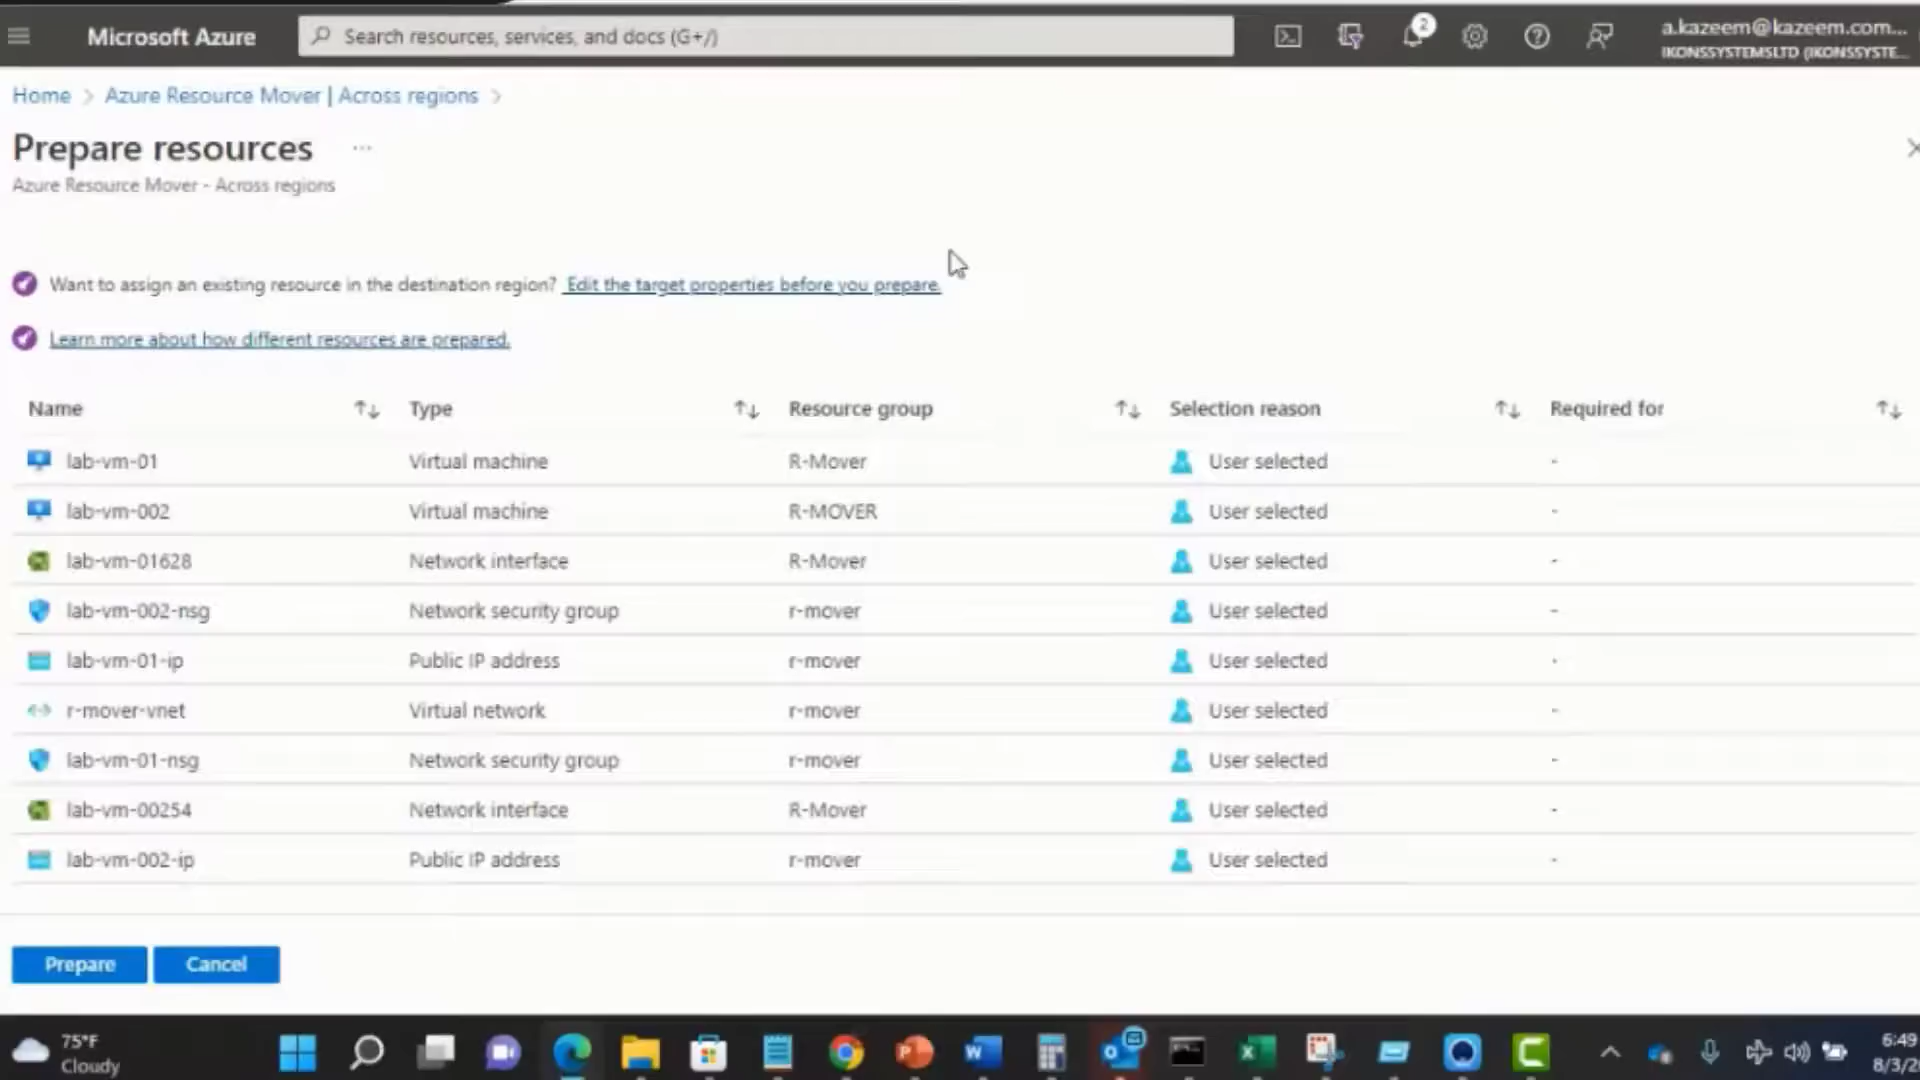 Microsoft Azure
Search resources, services, and docs (G+/)
2
a.kazeem@kazeem.com...
IKONSSYSTEMSLTD (IKONSSYSTE...
Home > Azure Resource Mover | Across regions >
Prepare resources ...
Azure Resource Mover - Across regions
Want to assign an existing resource in the destination region? Edit the target properties before you prepare.
Learn more about how different resources are prepared.
Name Type Resource group Selection reason Required for
lab-vm-01 Virtual machine R-Mover User selected -
lab-vm-002 Virtual machine R-MOVER User selected -
lab-vm-01628 Network interface R-Mover User selected -
lab-vm-002-nsg Network security group r-mover User selected -
lab-vm-01-ip Public IP address r-mover User selected -
r-mover-vnet Virtual network r-mover User selected -
lab-vm-01-nsg Network security group r-mover User selected -
lab-vm-00254 Network interface R-Mover User selected -
lab-vm-002-ip Public IP address r-mover User selected -
Prepare Cancel
75°F
Cloudy
6:49
8/3/2